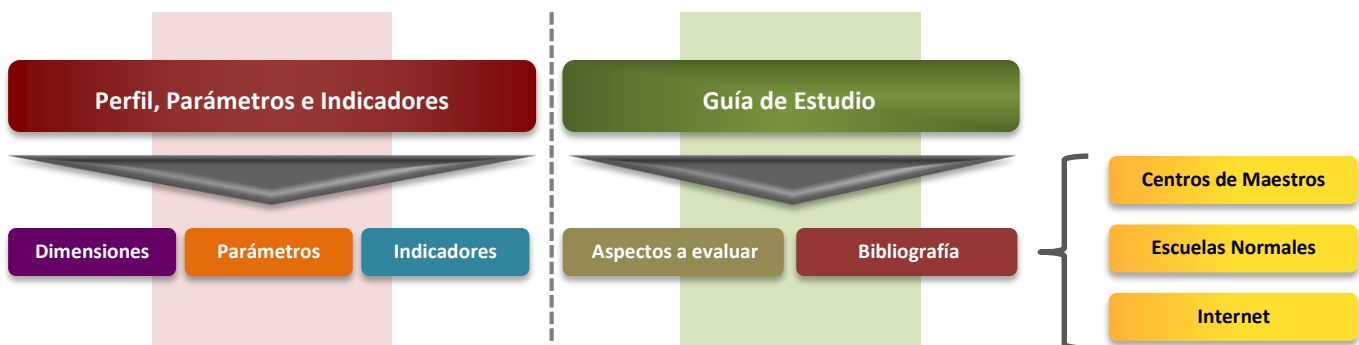 Perfil, Parámetros e Indicadores
Guía de Estudio
Dimensiones
Parámetros
Indicadores
Aspectos a evaluar
Bibliografía
Centros de Maestros
Escuelas Normales
Internet